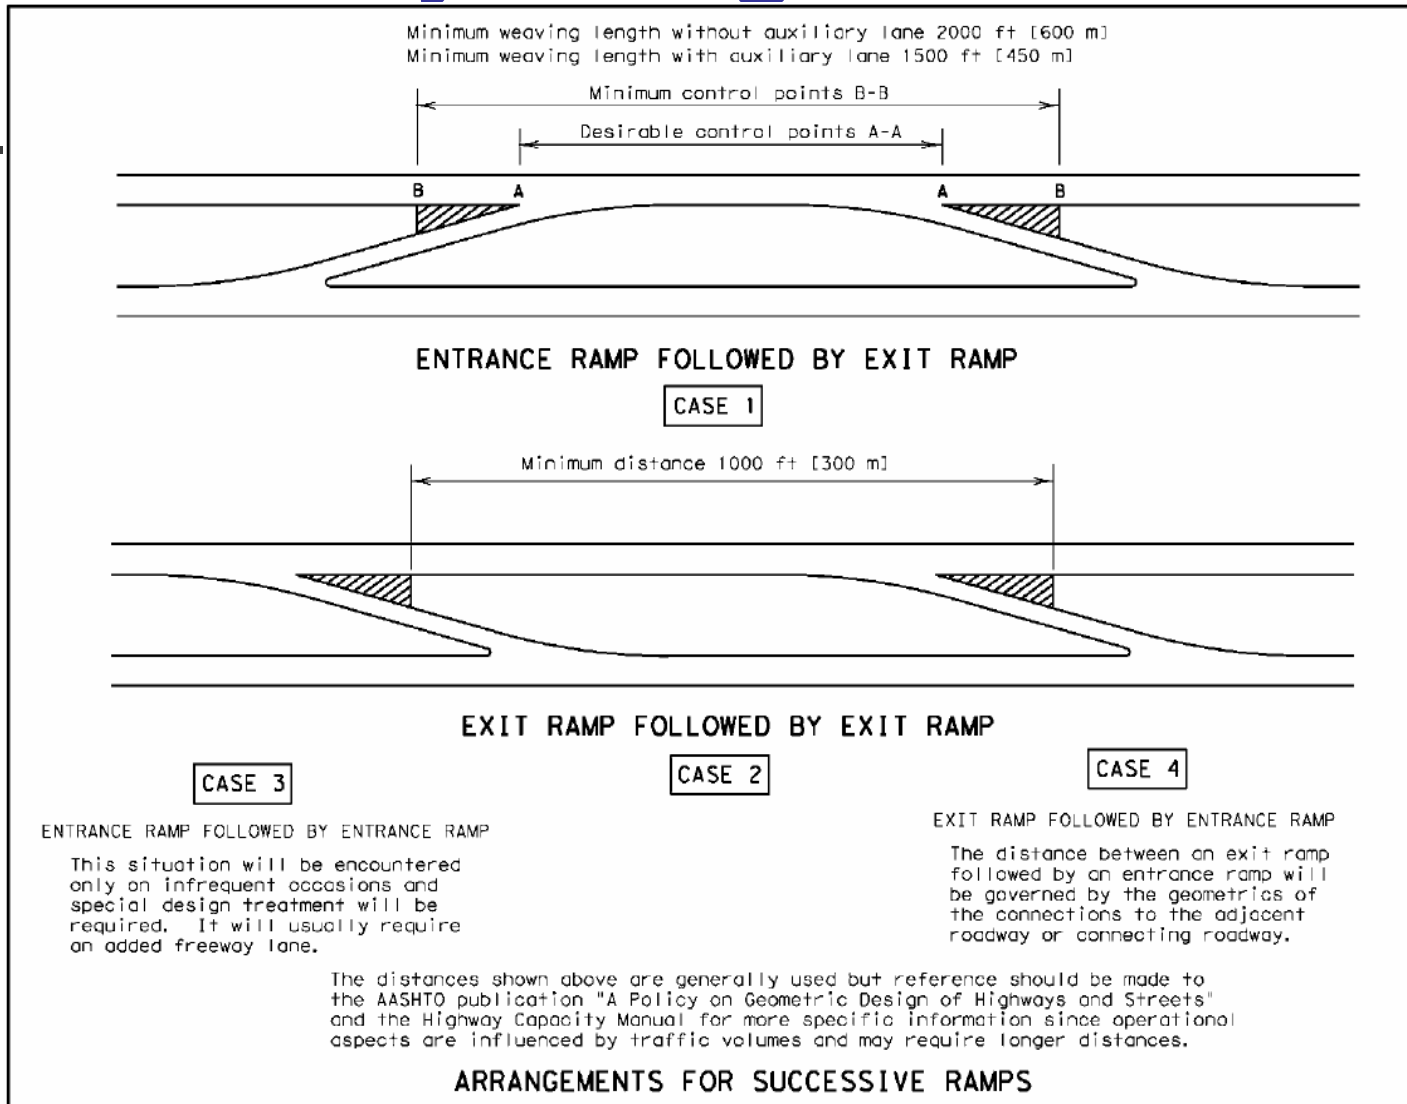 Minimum weaving length without auxiliary lane 2000 ft [600 m]
Minimum weaving length with auxiliary lane 1500 ft [450 m]
Minimum control points B-B
Desirable control points A-A
B A A B
ENTRANCE RAMP FOLLOWED BY EXIT RAMP
CASE 1
Minimum distance 1000 ft [300 m]
EXIT RAMP FOLLOWED BY EXIT RAMP
CASE 2
CASE 3
ENTRANCE RAMP FOLLOWED BY ENTRANCE RAMP
This situation will be encountered
only on infrequent occasions and
special design treatment will be
required. It will usually require
an added freeway lane.
CASE 4
EXIT RAMP FOLLOWED BY ENTRANCE RAMP
The distance between an exit ramp
followed by an entrance ramp will
be governed by the geometrics of
the connections to the adjacent
roadway or connecting roadway.
The distances shown above are generally used but reference should be made to
the AASHTO publication "A Policy on Geometric Design of Highways and Streets"
and the Highway Capacity Manual for more specific information since operational
aspects are influenced by traffic volumes and may require longer distances.
ARRANGEMENTS FOR SUCCESSIVE RAMPS